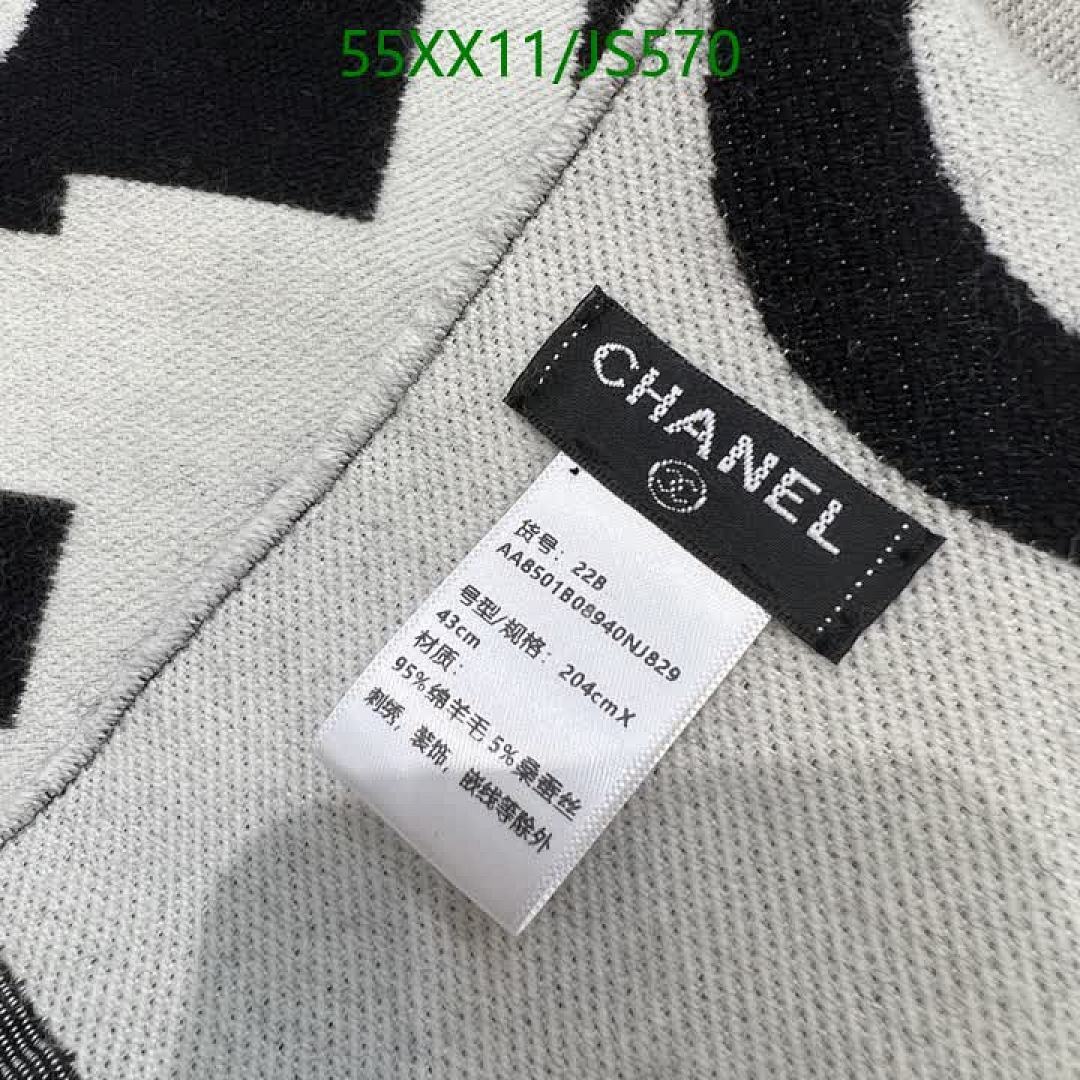 55XX11/JS570
CHANEL
货号: 22B
AA8501B08940NJ829
号型/规格: 204cmX
43cm
材质:
95%绵羊毛 5%桑蚕丝
刺绣, 装饰, 嵌线等除外